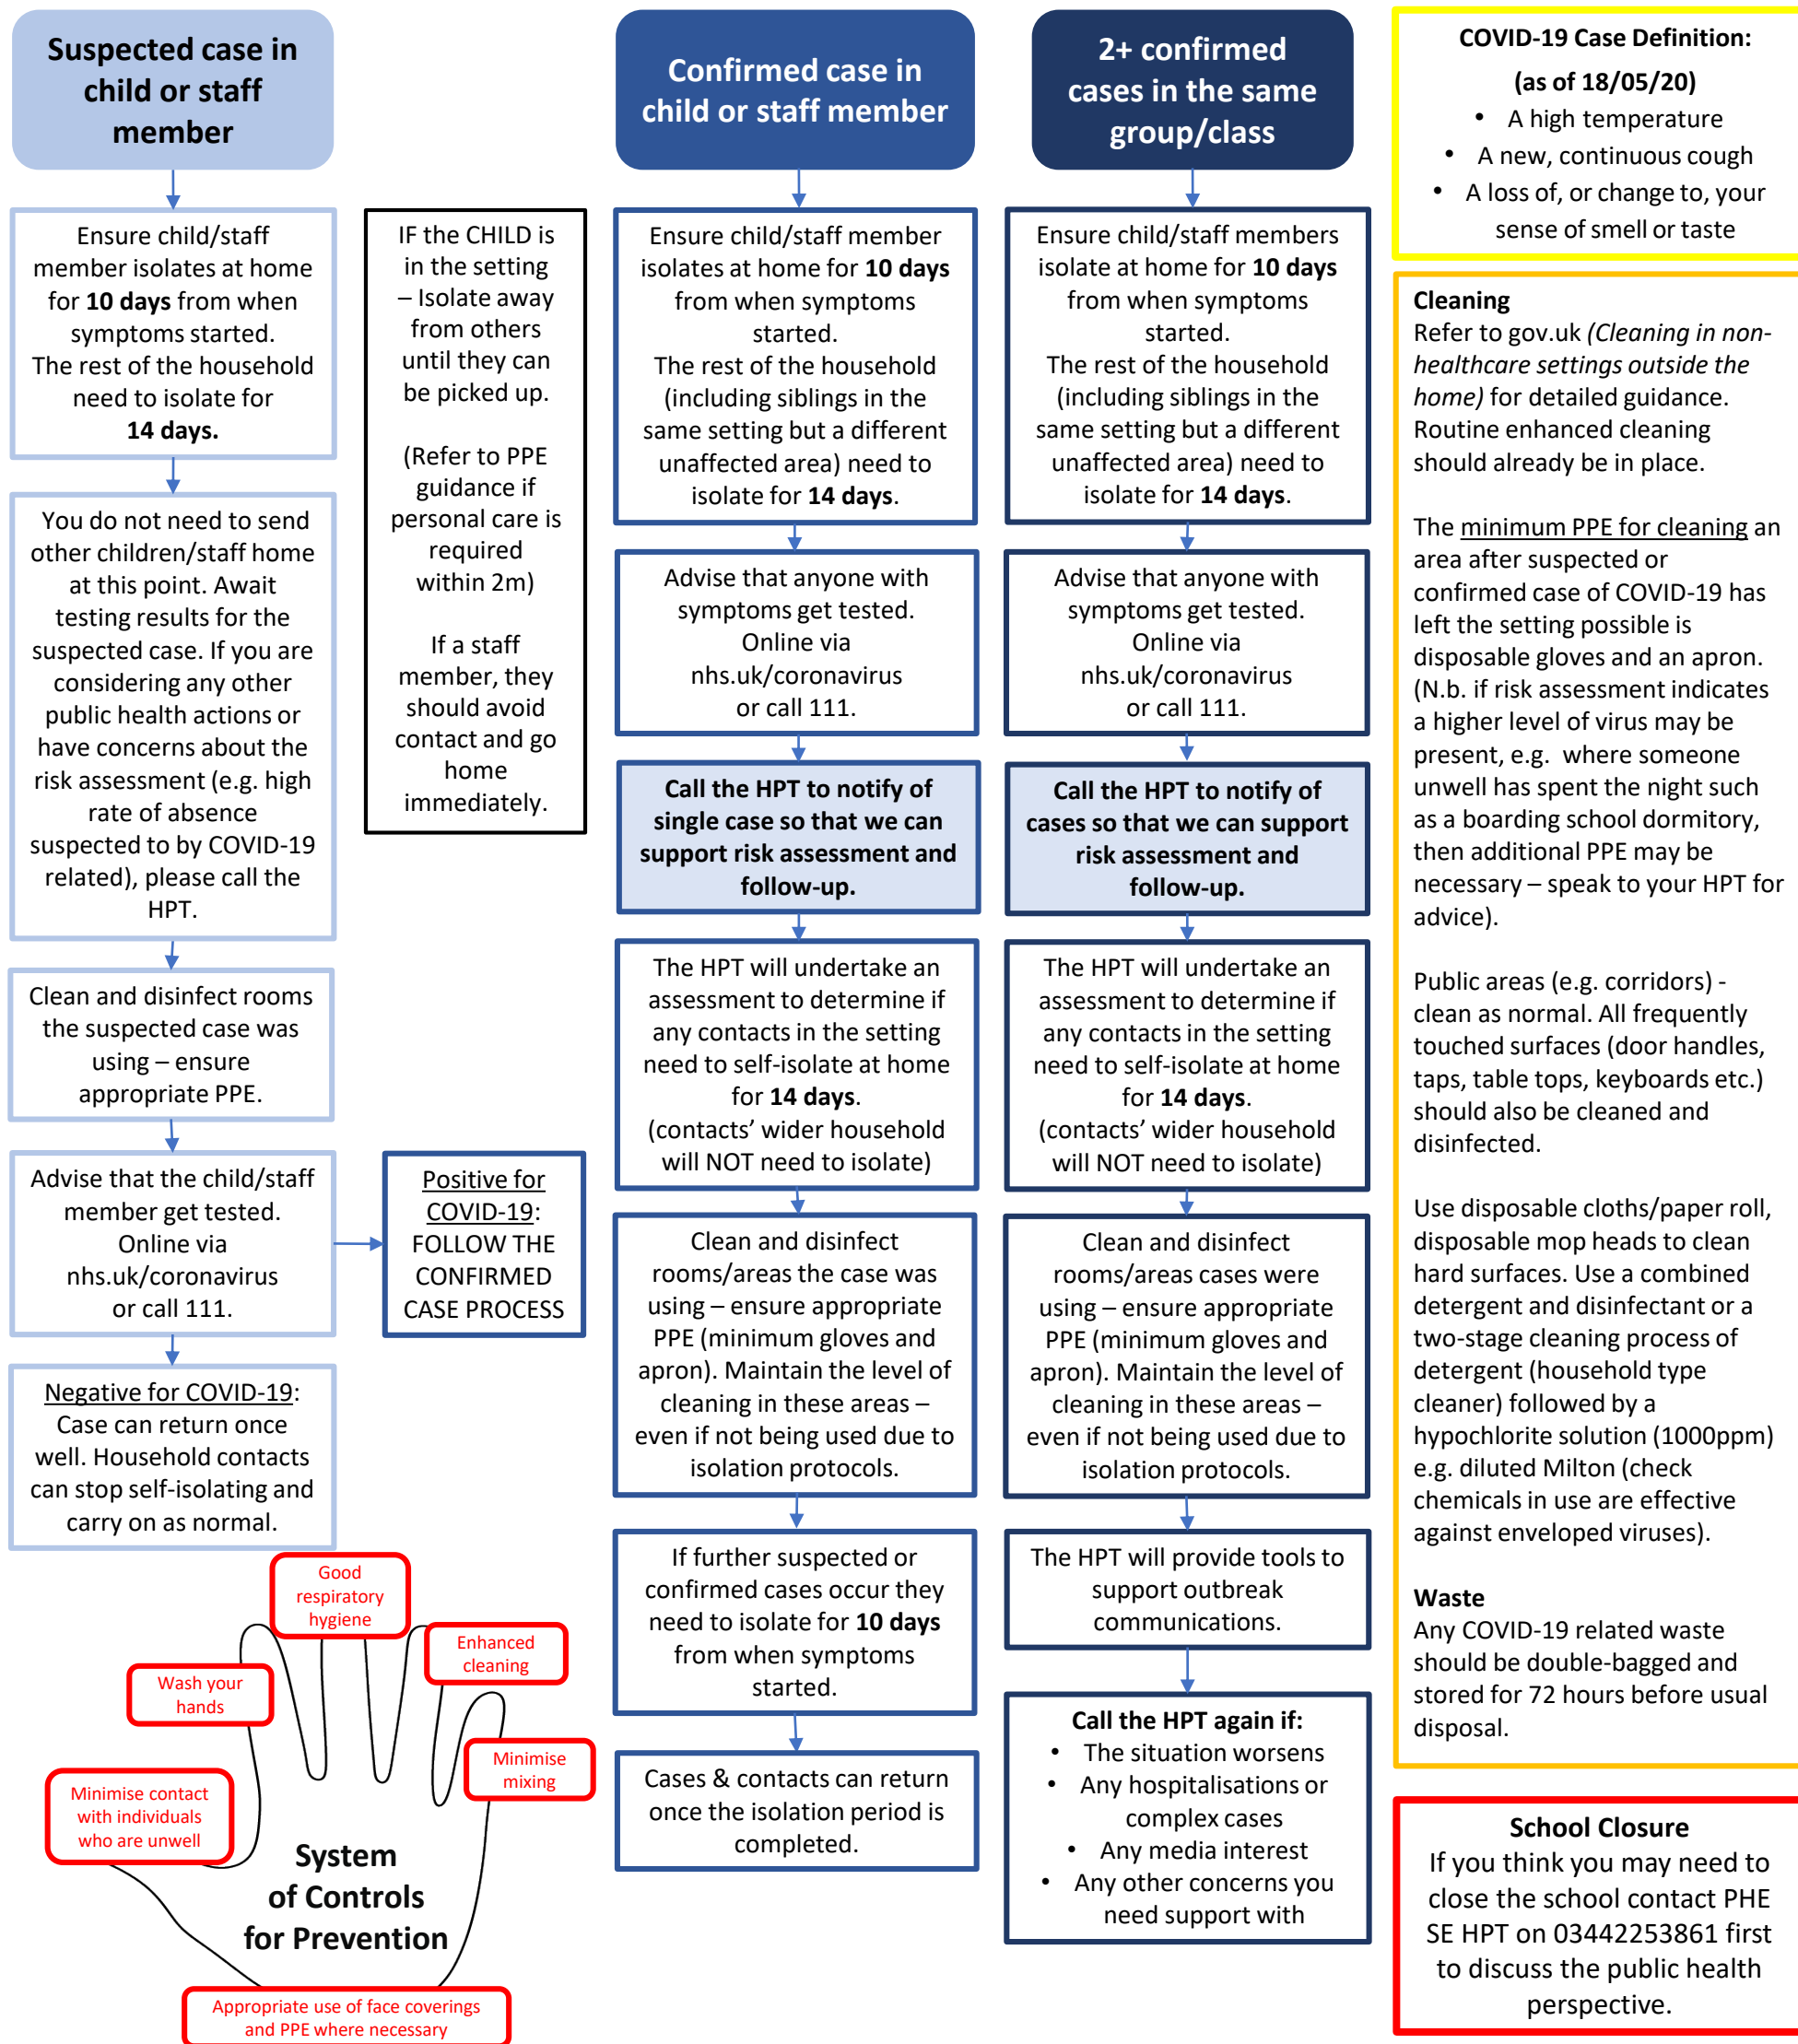 Suspected case in
child or staff
member
Ensure child/staff
member isolates at home
for 10 days from when
symptoms started.
The rest of the household
need to isolate for
14 days.
You do not need to send
other children/staff home
at this point. Await
testing results for the
suspected case. If you are
considering any other
public health actions or
have concerns about the
risk assessment (e.g. high
rate of absence
suspected to by COVID-19
related), please call the
HPT.
Clean and disinfect rooms
the suspected case was
using – ensure
appropriate PPE.
Advise that the child/staff
member get tested.
Online via
nhs.uk/coronavirus
or call 111.
Negative for COVID-19:
Case can return once
well. Household contacts
can stop self-isolating and
carry on as normal.
IF the CHILD is
in the setting
– Isolate away
from others
until they can
be picked up.
(Refer to PPE
guidance if
personal care is
required
within 2m)
If a staff
member, they
should avoid
contact and go
home
immediately.
Positive for
COVID-19:
FOLLOW THE
CONFIRMED
CASE PROCESS
Good
respiratory
hygiene
Enhanced
cleaning
Wash your
hands
Minimise
mixing
Minimise contact
with individuals
who are unwell
System
of Controls
for Prevention
Appropriate use of face coverings
and PPE where necessary
Confirmed case in
child or staff member
Ensure child/staff member
isolates at home for 10 days
from when symptoms
started.
The rest of the household
(including siblings in the
same setting but a different
unaffected area) need to
isolate for 14 days.
Advise that anyone with
symptoms get tested.
Online via
nhs.uk/coronavirus
or call 111.
Call the HPT to notify of
single case so that we can
support risk assessment and
follow-up.
The HPT will undertake an
assessment to determine if
any contacts in the setting
need to self-isolate at home
for 14 days.
(contacts’ wider household
will NOT need to isolate)
Clean and disinfect
rooms/areas the case was
using – ensure appropriate
PPE (minimum gloves and
apron). Maintain the level of
cleaning in these areas –
even if not being used due to
isolation protocols.
If further suspected or
confirmed cases occur they
need to isolate for 10 days
from when symptoms
started.
Cases & contacts can return
once the isolation period is
completed.
2+ confirmed
cases in the same
group/class
Ensure child/staff members
isolate at home for 10 days
from when symptoms
started.
The rest of the household
(including siblings in the
same setting but a different
unaffected area) need to
isolate for 14 days.
Advise that anyone with
symptoms get tested.
Online via
nhs.uk/coronavirus
or call 111.
Call the HPT to notify of
cases so that we can support
risk assessment and
follow-up.
The HPT will undertake an
assessment to determine if
any contacts in the setting
need to self-isolate at home
for 14 days.
(contacts’ wider household
will NOT need to isolate)
Clean and disinfect
rooms/areas cases were
using – ensure appropriate
PPE (minimum gloves and
apron). Maintain the level of
cleaning in these areas –
even if not being used due to
isolation protocols.
The HPT will provide tools to
support outbreak
communications.
Call the HPT again if:
• The situation worsens
• Any hospitalisations or
complex cases
• Any media interest
• Any other concerns you
need support with
COVID-19 Case Definition:
(as of 18/05/20)
• A high temperature
• A new, continuous cough
• A loss of, or change to, your
sense of smell or taste
Cleaning
Refer to gov.uk (Cleaning in non-
healthcare settings outside the
home) for detailed guidance.
Routine enhanced cleaning
should already be in place.
The minimum PPE for cleaning an
area after suspected or
confirmed case of COVID-19 has
left the setting possible is
disposable gloves and an apron.
(N.b. if risk assessment indicates
a higher level of virus may be
present, e.g. where someone
unwell has spent the night such
as a boarding school dormitory,
then additional PPE may be
necessary – speak to your HPT for
advice).
Public areas (e.g. corridors) -
clean as normal. All frequently
touched surfaces (door handles,
taps, table tops, keyboards etc.)
should also be cleaned and
disinfected.
Use disposable cloths/paper roll,
disposable mop heads to clean
hard surfaces. Use a combined
detergent and disinfectant or a
two-stage cleaning process of
detergent (household type
cleaner) followed by a
hypochlorite solution (1000ppm)
e.g. diluted Milton (check
chemicals in use are effective
against enveloped viruses).
Waste
Any COVID-19 related waste
should be double-bagged and
stored for 72 hours before usual
disposal.
School Closure
If you think you may need to
close the school contact PHE
SE HPT on 03442253861 first
to discuss the public health
perspective.